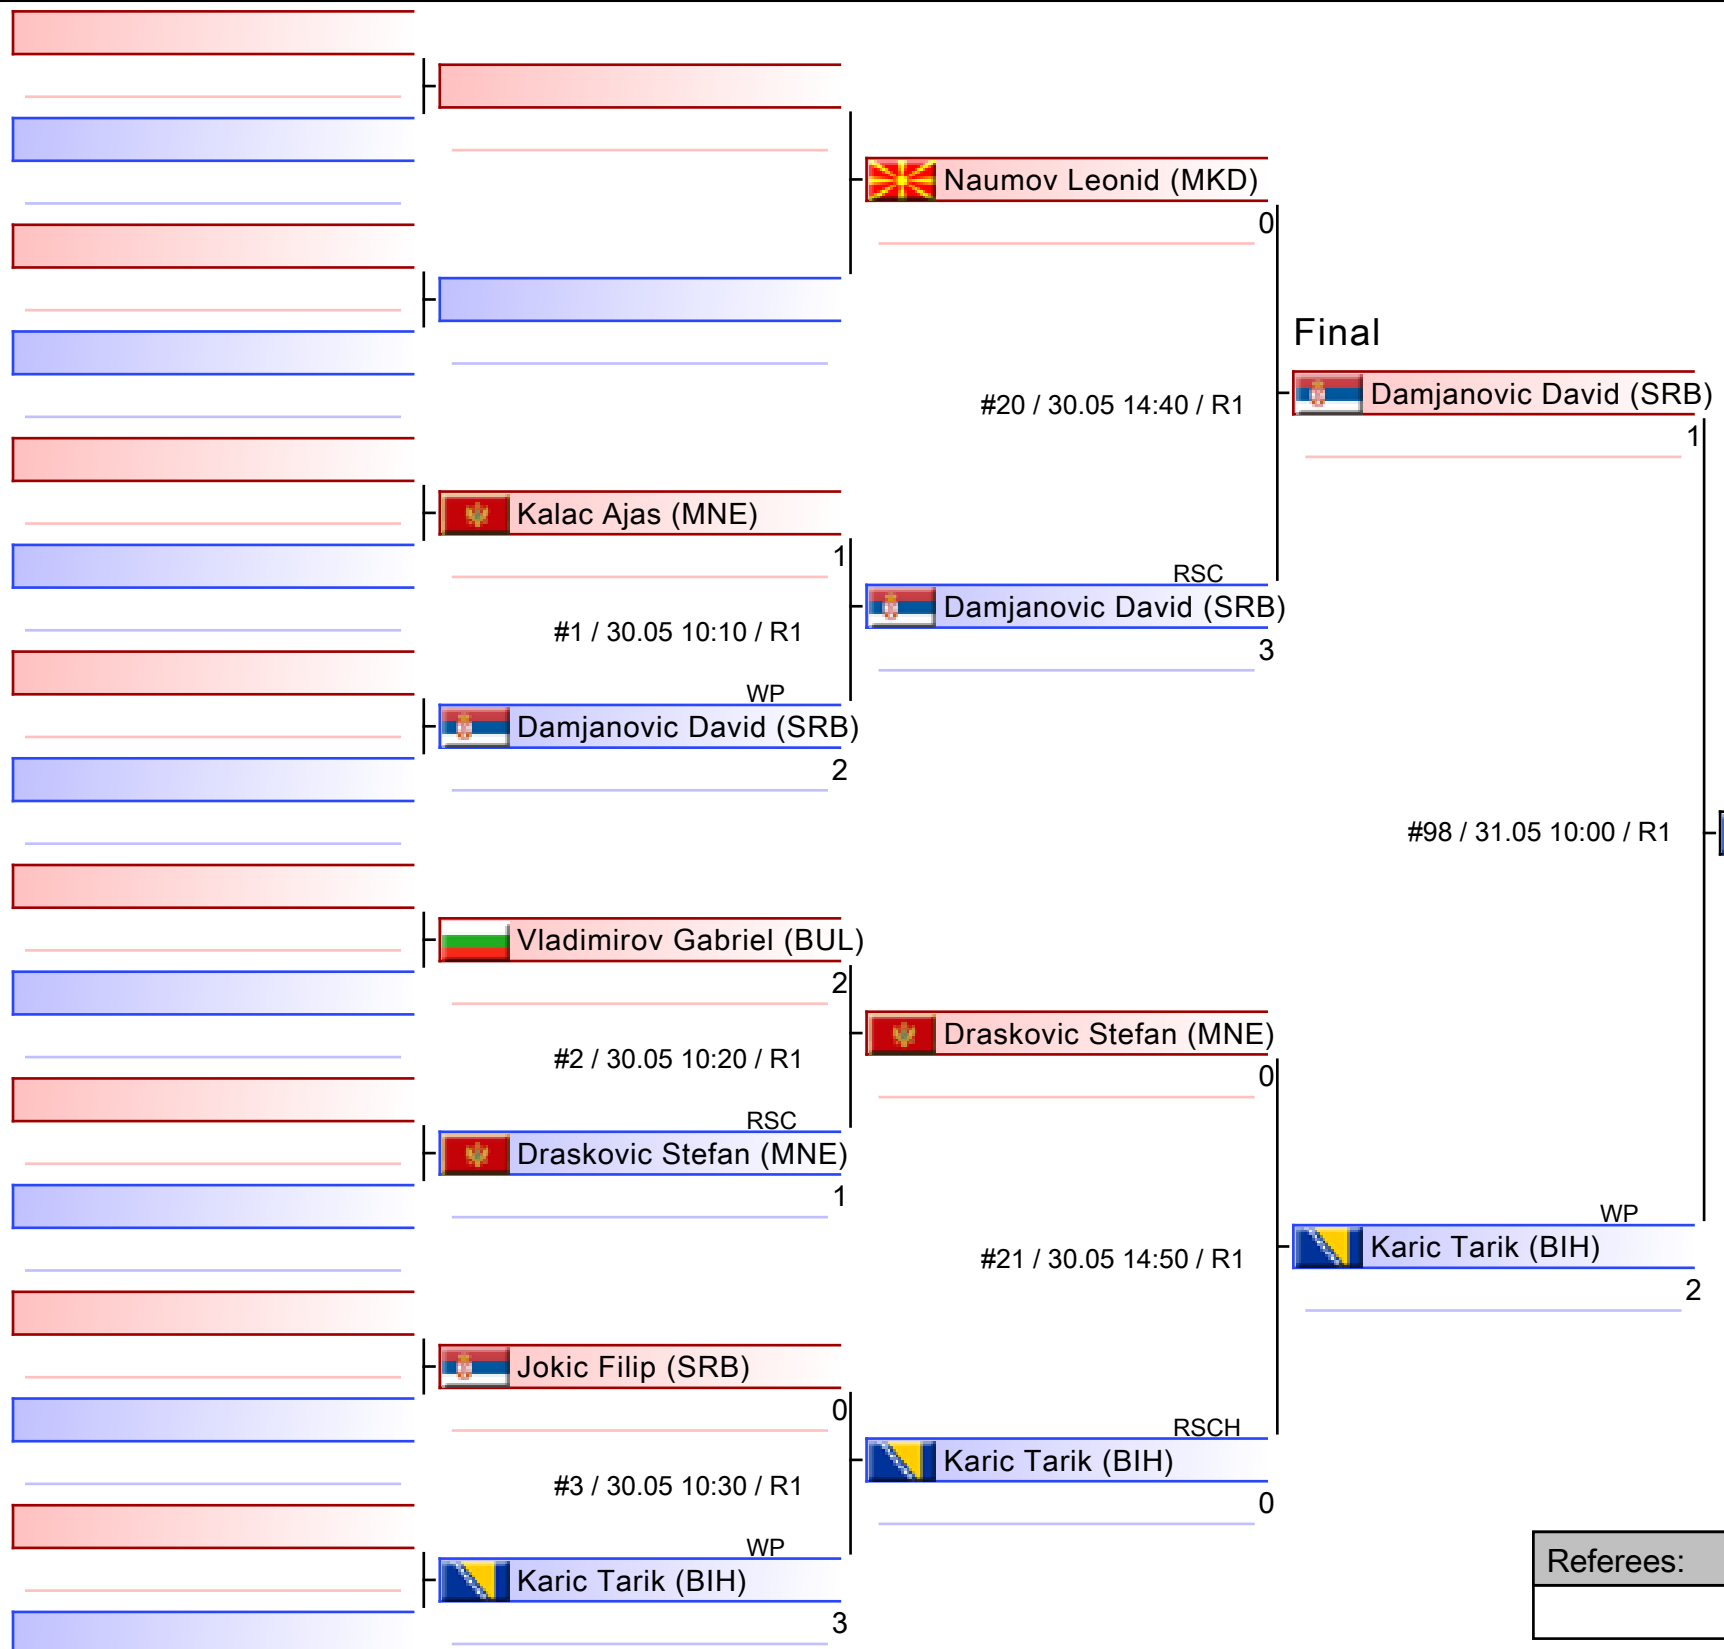 Naumov Leonid (MKD)
0
Final
#20 / 30.05 14:40 / R1
Damjanovic David (SRB)
1
Kalac Ajas (MNE)
1
RSC
Damjanovic David (SRB)
3
#1 / 30.05 10:10 / R1
WP
Damjanovic David (SRB)
2
#98 / 31.05 10:00 / R1
Vladimirov Gabriel (BUL)
2
Draskovic Stefan (MNE)
0
#2 / 30.05 10:20 / R1
RSC
Draskovic Stefan (MNE)
1
WP
Karic Tarik (BIH)
2
#21 / 30.05 14:50 / R1
Jokic Filip (SRB)
0
RSCH
Karic Tarik (BIH)
0
#3 / 30.05 10:30 / R1
WP
Karic Tarik (BIH)
3
Referees: